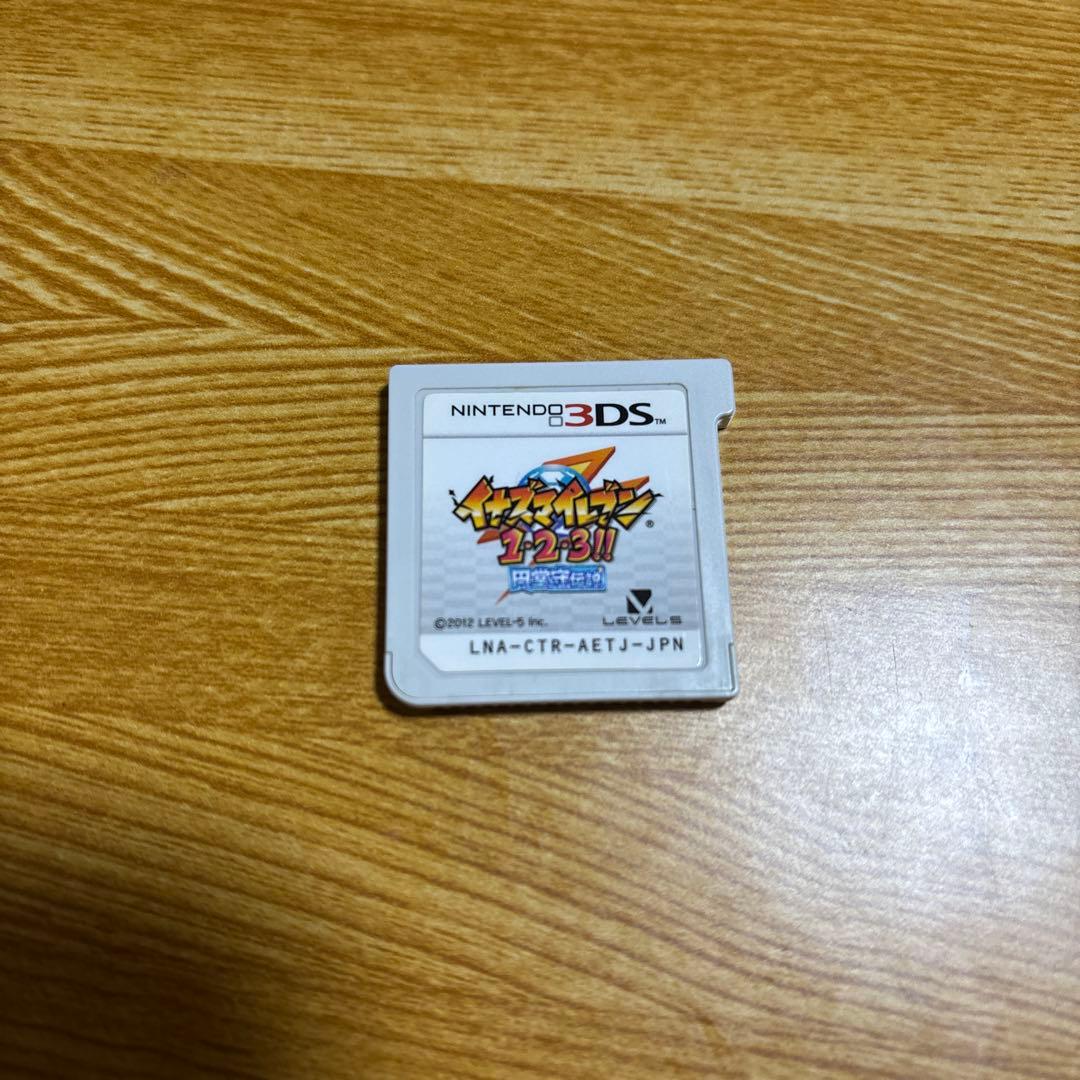 NINTENDO 3DS™
イナズマイレブン®
1・2・3!!
円堂守伝説
©2012 LEVEL-5 Inc.
LEVEL5
LNA-CTR-AETJ-JPN